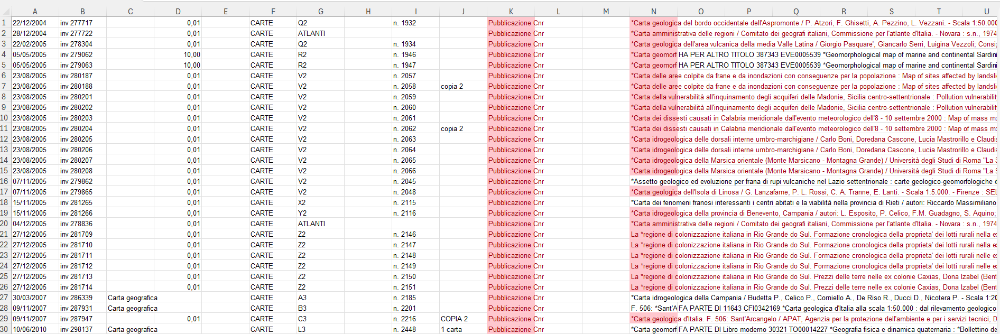 A B C D E F G H I J K L M N O P Q R S T U
1 22/12/2004 inv 277717 0,01 CARTE Q2 n. 1932 Pubblicazione Cnr *Carta geologica del bordo occidentale dell'Aspromonte / P. Atzori, F. Ghisetti, A. Pezzino, L. Vezzani. - Scala 1:50.000
2 28/12/2004 inv 277722 0,01 CARTE ATLANTI Pubblicazione Cnr *Carta amministrativa delle regioni / Comitato dei geografi italiani, Commissione per l'atlante d'Italia. - Novara : s.n., 1974
3 22/02/2005 inv 278304 0,01 CARTE Q2 n. 1934 Pubblicazione Cnr *Carta geologica dell'area vulcanica della media Valle Latina / Giorgio Pasquare', Giancarlo Serri, Luigina Vezzoli; Consi
4 05/05/2005 inv 279062 10,00 CARTE R2 n. 1946 Pubblicazione Cnr *Carta geomorf HA PER ALTRO TITOLO 387343 EVE0005539 *Geomorphological map of marine and continental Sardini
5 05/05/2005 inv 279063 10,00 CARTE R2 n. 1947 Pubblicazione Cnr *Carta geomorf HA PER ALTRO TITOLO 387343 EVE0005539 *Geomorphological map of marine and continental Sardini
6 23/08/2005 inv 280187 0,01 CARTE V2 n. 2057 Pubblicazione Cnr *Carta delle aree colpite da frane e da inondazioni con conseguenze per la popolazione : Map of sites affected by landsli
7 23/08/2005 inv 280188 0,01 CARTE V2 n. 2058 copia 2 Pubblicazione Cnr *Carta delle aree colpite da frane e da inondazioni con conseguenze per la popolazione : Map of sites affected by landsli
8 23/08/2005 inv 280201 0,01 CARTE V2 n. 2059 Pubblicazione Cnr *Carta della vulnerabilità all'inquinamento degli acquiferi delle Madonie, Sicilia centro-settentrionale : Pollution vulnerabilit
9 23/08/2005 inv 280202 0,01 CARTE V2 n. 2060 Pubblicazione Cnr *Carta della vulnerabilità all'inquinamento degli acquiferi delle Madonie, Sicilia centro-settentrionale : Pollution vulnerabilit
10 23/08/2005 inv 280203 0,01 CARTE V2 n. 2061 Pubblicazione Cnr *Carta dei dissesti causati in Calabria meridionale dall'evento meteorologico dell'8 - 10 settembre 2000 : Map of mass m
11 23/08/2005 inv 280204 0,01 CARTE V2 n. 2062 copia 2 Pubblicazione Cnr *Carta dei dissesti causati in Calabria meridionale dall'evento meteorologico dell'8 - 10 settembre 2000 : Map of mass m
12 23/08/2005 inv 280205 0,01 CARTE V2 n. 2063 Pubblicazione Cnr *Carta idrogeologica delle dorsali interne umbro-marchigiane / Carlo Boni, Doredana Cascone, Lucia Mastrorillo e Claudi
13 23/08/2005 inv 280206 0,01 CARTE V2 n. 2064 Pubblicazione Cnr *Carta idrogeologica delle dorsali interne umbro-marchigiane / Carlo Boni, Doredana Cascone, Lucia Mastrorillo e Claudi
14 23/08/2005 inv 280207 0,01 CARTE V2 n. 2065 Pubblicazione Cnr *Carta idrogeologica della Marsica orientale (Monte Marsicano - Montagna Grande) / Università degli Studi di Roma "La S
15 23/08/2005 inv 280208 0,01 CARTE V2 n. 2066 Pubblicazione Cnr *Carta idrogeologica della Marsica orientale (Monte Marsicano - Montagna Grande) / Università degli Studi di Roma "La S
16 07/11/2005 inv 279862 0,01 CARTE V2 n. 2045 Pubblicazione Cnr *Assetto geologico ed evoluzione per frana di rupi vulcaniche nel Lazio settentrionale : carte geologico-geomorfologiche
17 07/11/2005 inv 279865 0,01 CARTE V2 n. 2048 Pubblicazione Cnr *Carta geologica dell'Isola di Linosa / G. Lanzafame, P. L. Rossi, C. A. Tranne, E. Lanti. - Scala 1:5.000. - Firenze : SEL
18 15/11/2005 inv 281265 0,01 CARTE X2 n. 2115 Pubblicazione Cnr *Carta dei fenomeni franosi interessanti i centri abitati e la viabilità nella provincia di Rieti / autori: Riccardo Massimiliano
19 15/11/2005 inv 281266 0,01 CARTE Y2 n. 2116 Pubblicazione Cnr *Carta idrogeologica della provincia di Benevento, Campania / autori: L. Esposito, P. Celico, F.M. Guadagno, S. Aquino;
20 04/12/2005 inv 278836 0,01 CARTE ATLANTI Pubblicazione Cnr *Carta amministrativa delle regioni / Comitato dei geografi italiani, Commissione per l'atlante d'Italia. - Novara : s.n., 1974
21 27/12/2005 inv 281709 0,01 CARTE Z2 n. 2146 Pubblicazione Cnr La *regione di colonizzazione italiana in Rio Grande do Sul. Formazione cronologica della proprieta' dei lotti rurali nella e
22 27/12/2005 inv 281710 0,01 CARTE Z2 n. 2147 Pubblicazione Cnr La *regione di colonizzazione italiana in Rio Grande do Sul. Formazione cronologica della proprieta' dei lotti rurali nella e
23 27/12/2005 inv 281711 0,01 CARTE Z2 n. 2148 Pubblicazione Cnr La *regione di colonizzazione italiana in Rio Grande do Sul. Formazione cronologica della proprieta' dei lotti rurali nella e
24 27/12/2005 inv 281712 0,01 CARTE Z2 n. 2149 Pubblicazione Cnr La *regione di colonizzazione italiana in Rio Grande do Sul. Formazione cronologica della proprieta' dei lotti rurali nella e
25 27/12/2005 inv 281713 0,01 CARTE Z2 n. 2150 Pubblicazione Cnr La *regione di colonizzazione italiana in Rio Grande do Sul. Prezzi delle terre nelle ex colonie Caxias, Dona Izabel (Bent
26 27/12/2005 inv 281714 0,01 CARTE Z2 n. 2151 Pubblicazione Cnr La *regione di colonizzazione italiana in Rio Grande do Sul. Prezzi delle terre nelle ex colonie Caxias, Dona Izabel (Bent
27 30/03/2007 inv 286339 Carta geografica CARTE A3 n. 2185 Pubblicazione Cnr *Carta idrogeologica della Campania / Budetta P., Celico P., Corniello A., De Riso R., Ducci D., Nicotera P. - Scala 1:20
28 09/11/2007 inv 287931 Carta geografica CARTE B3 n. 2201 Pubblicazione Cnr F. 506: *Sant'A FA PARTE DI 11643 CFI0342169 *Carta geologica d'Italia alla scala 1:50.000 : dal rilevamento geologico
29 09/11/2007 inv 287947 0,01 CARTE C3 n. 2216 COPIA 2 Pubblicazione Cnr *Carta geologica d'Italia. F. 506: Sant'Arcangelo / APAT, Agenzia per la protezione dell'ambiente e per i servizi tecnici, D
30 10/06/2010 inv 298137 Carta geografica CARTE L3 n. 2448 1 carta Pubblicazione Cnr *Carta geomorf FA PARTE DI Libro moderno 30321 TO00014227 *Geografia fisica e dinamica quaternaria : *Bollettino de